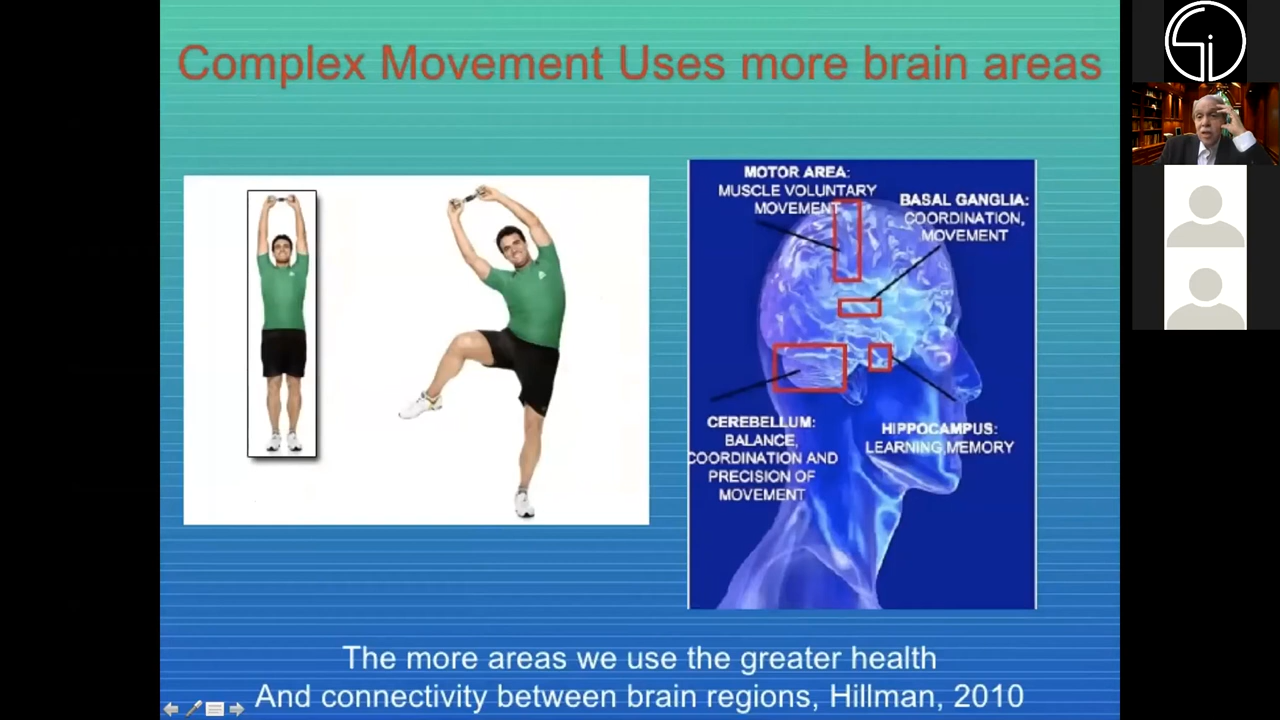 Complex Movement Uses more brain areas
MOTOR AREA:
MUSCLE VOLUNTARY
MOVEMENT
BASAL GANGLIA:
COORDINATION,
MOVEMENT
CEREBELLUM:
BALANCE,
COORDINATION AND
PRECISION OF
MOVEMENT
HIPPOCAMPUS:
LEARNING MEMORY
The more areas we use the greater health
And connectivity between brain regions, Hillman, 2010